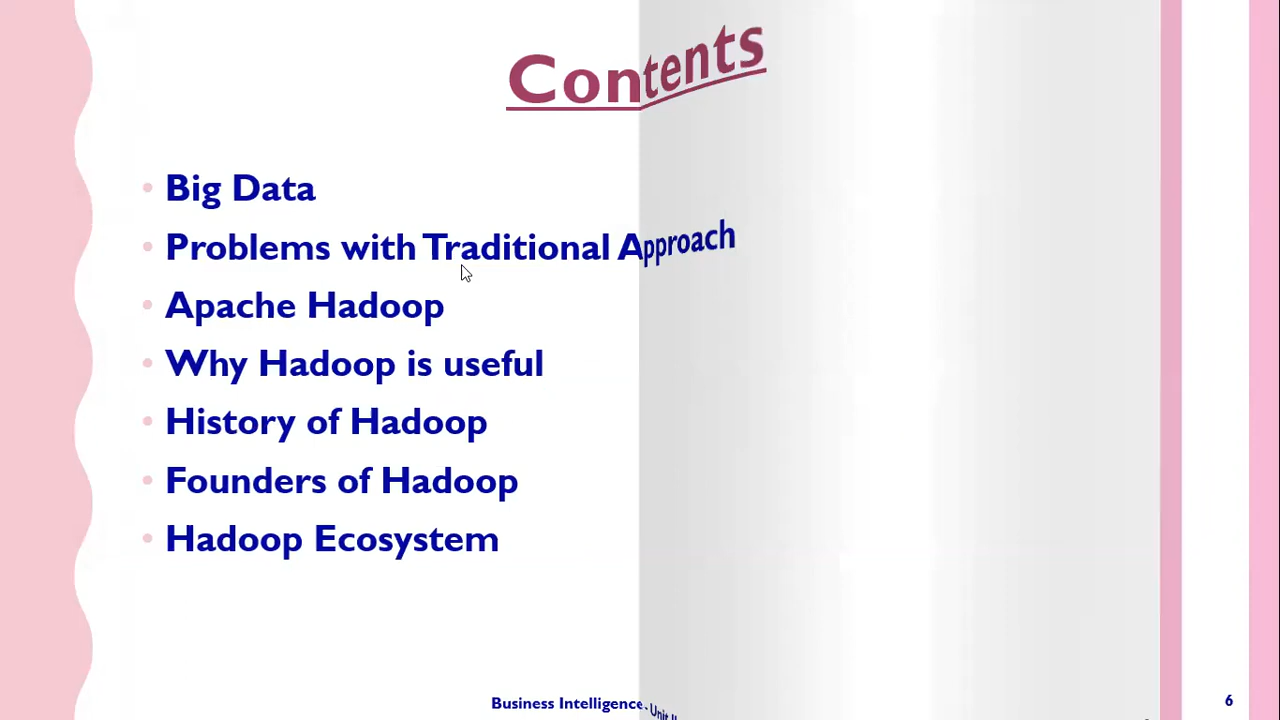 Contents
Big Data
Problems with Traditional Approach
Apache Hadoop
Why Hadoop is useful
History of Hadoop
Founders of Hadoop
Hadoop Ecosystem
Business Intelligence - Unit
6